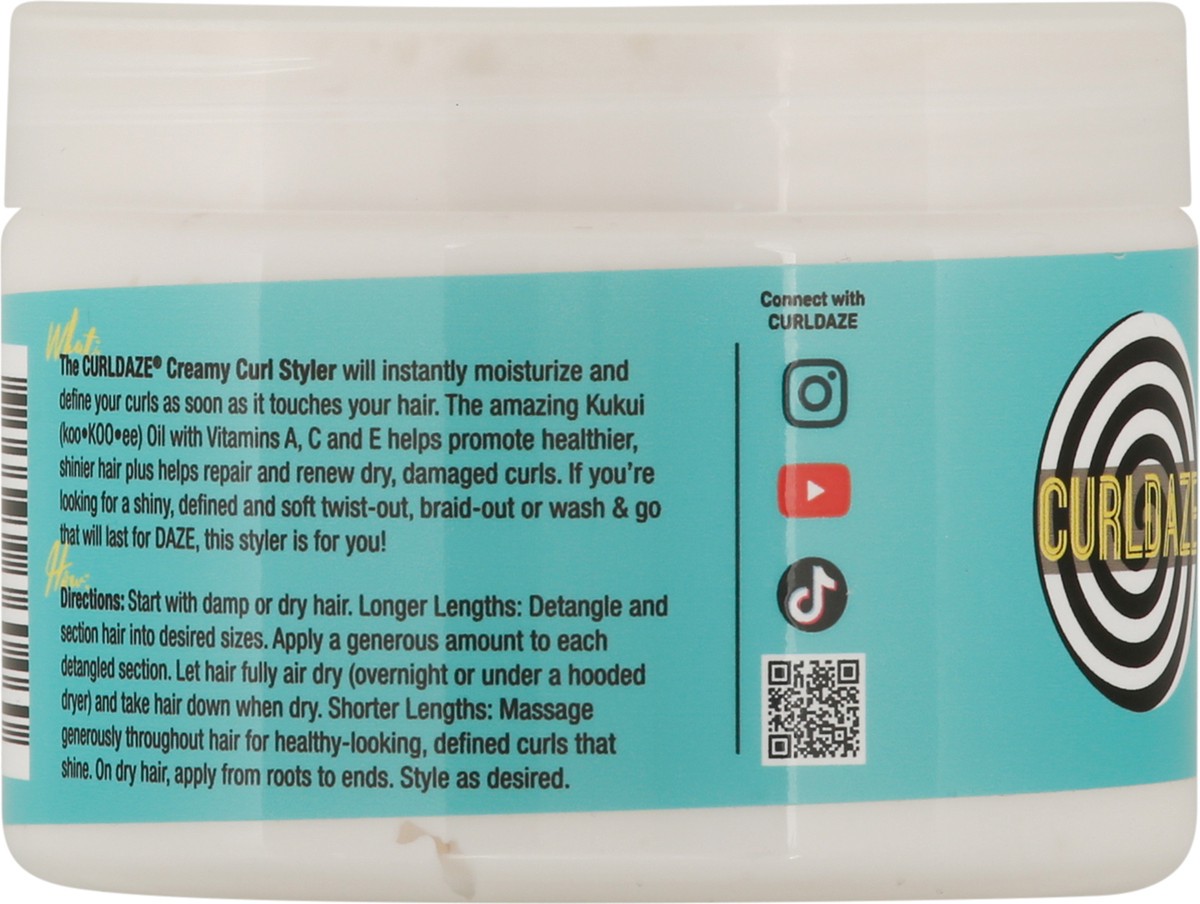 What:
The CURLDAZE® Creamy Curl Styler will instantly moisturize and
define your curls as soon as it touches your hair. The amazing Kukui
(koo•KOO•ee) Oil with Vitamins A, C and E helps promote healthier,
shinier hair plus helps repair and renew dry, damaged curls. If you're
looking for a shiny, defined and soft twist-out, braid-out or wash & go
that will last for DAZE, this styler is for you!
How:
Directions: Start with damp or dry hair. Longer Lengths: Detangle and
section hair into desired sizes. Apply a generous amount to each
detangled section. Let hair fully air dry (overnight or under a hooded
dryer) and take hair down when dry. Shorter Lengths: Massage
generously throughout hair for healthy-looking, defined curls that
shine. On dry hair, apply from roots to ends. Style as desired.
Connect with
CURLDAZE
CURLDAZE